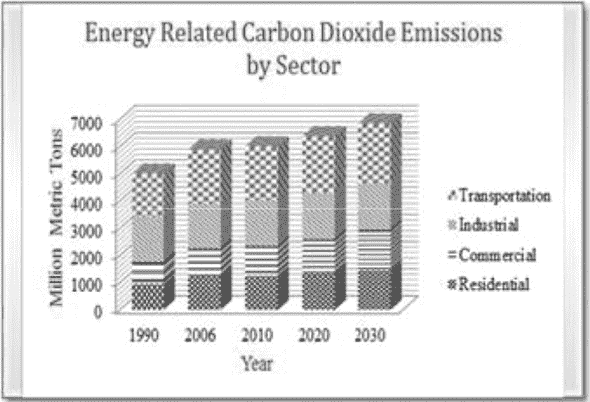 Energy Related Carbon Dioxide Emissions
by Sector
Million Metric Tons
7000
6000
5000
4000
3000
2000
1000
0
1990 2006 2010 2020 2030
Year
Transportation
Industrial
Commercial
Residential